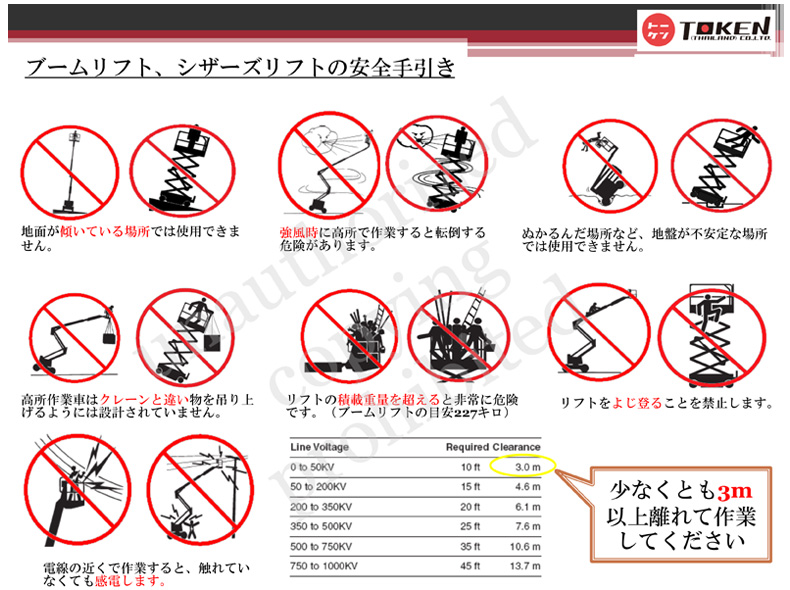 トーケン
TOKEN
(THAILAND) CO.,LTD.
ブームリフト、シザーズリフトの安全手引き
地面が傾いている場所では使用できま
せん。
強風時に高所で作業すると転倒する
危険があります。
ぬかるんだ場所など、地盤が不安定な場所
では使用できません。
高所作業車はクレーンと違い物を吊り上
げるようには設計されていません。
リフトの積載重量を超えると非常に危険
です。（ブームリフトの目安227キロ）
リフトをよじ登ることを禁止します。
電線の近くで作業すると、触れてい
なくても感電します。
Line Voltage Required Clearance
0 to 50KV 10 ft 3.0 m
50 to 200KV 15 ft 4.6 m
200 to 350KV 20 ft 6.1 m
350 to 500KV 25 ft 7.6 m
500 to 750KV 35 ft 10.6 m
750 to 1000KV 45 ft 13.7 m
少なくとも3m
以上離れて作業
してください
unauthorized
copying
prohibited